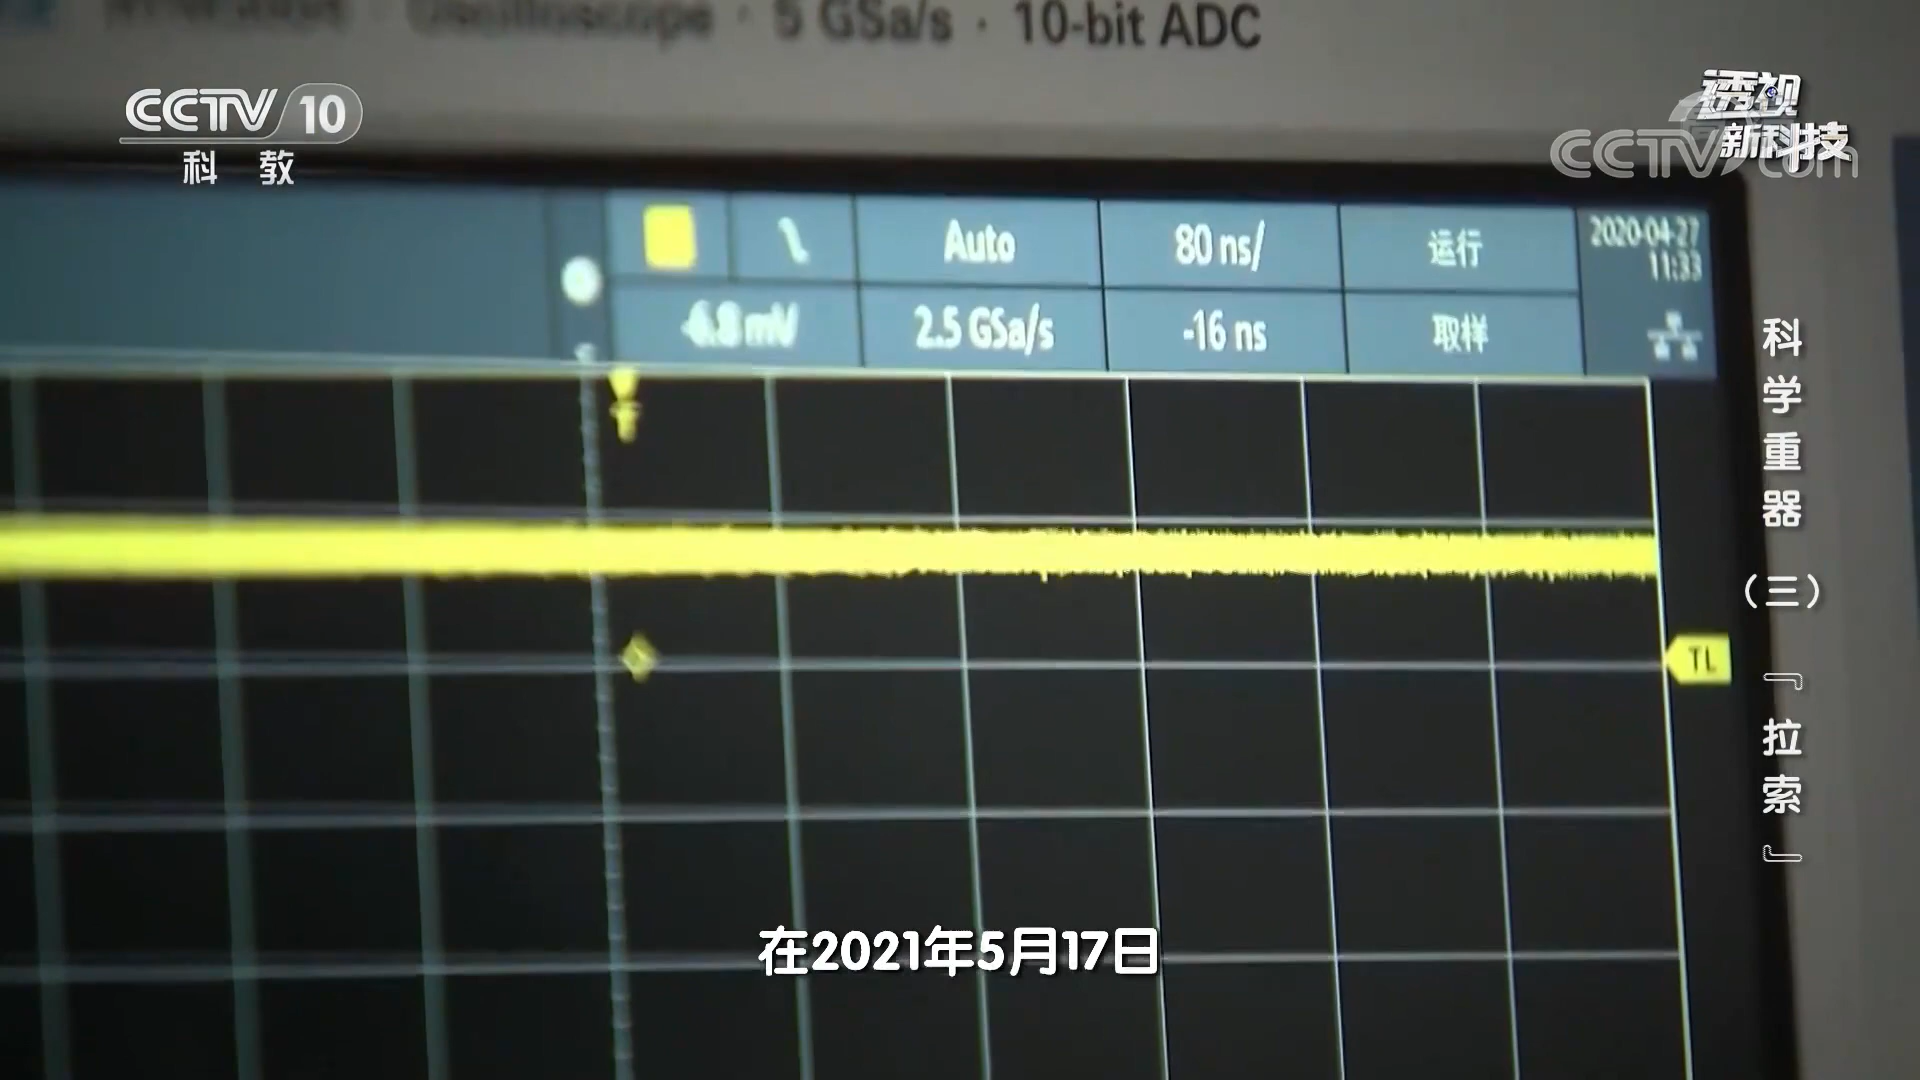 Oscilloscope · 5 GSa/s · 10-bit ADC
CCTV 10
科 教
透视
新科技
CCTV.com
Auto
80 ns/
运行
2020-04-27
11:33
-6.8 mV
2.5 GSa/s
-16 ns
取样
TL
科学重器（三）『拉索』
在2021年5月17日